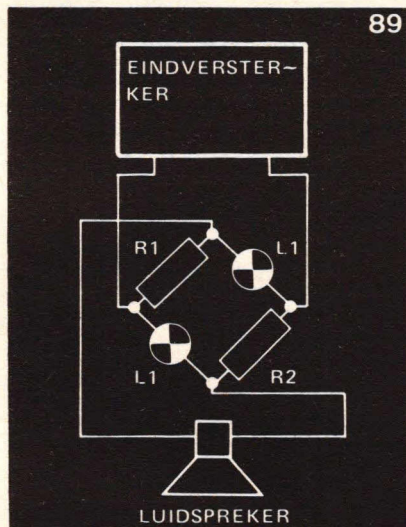 89
EINDVERSTER~
KER
R1
L1
L1
R2
LUIDSPREKER